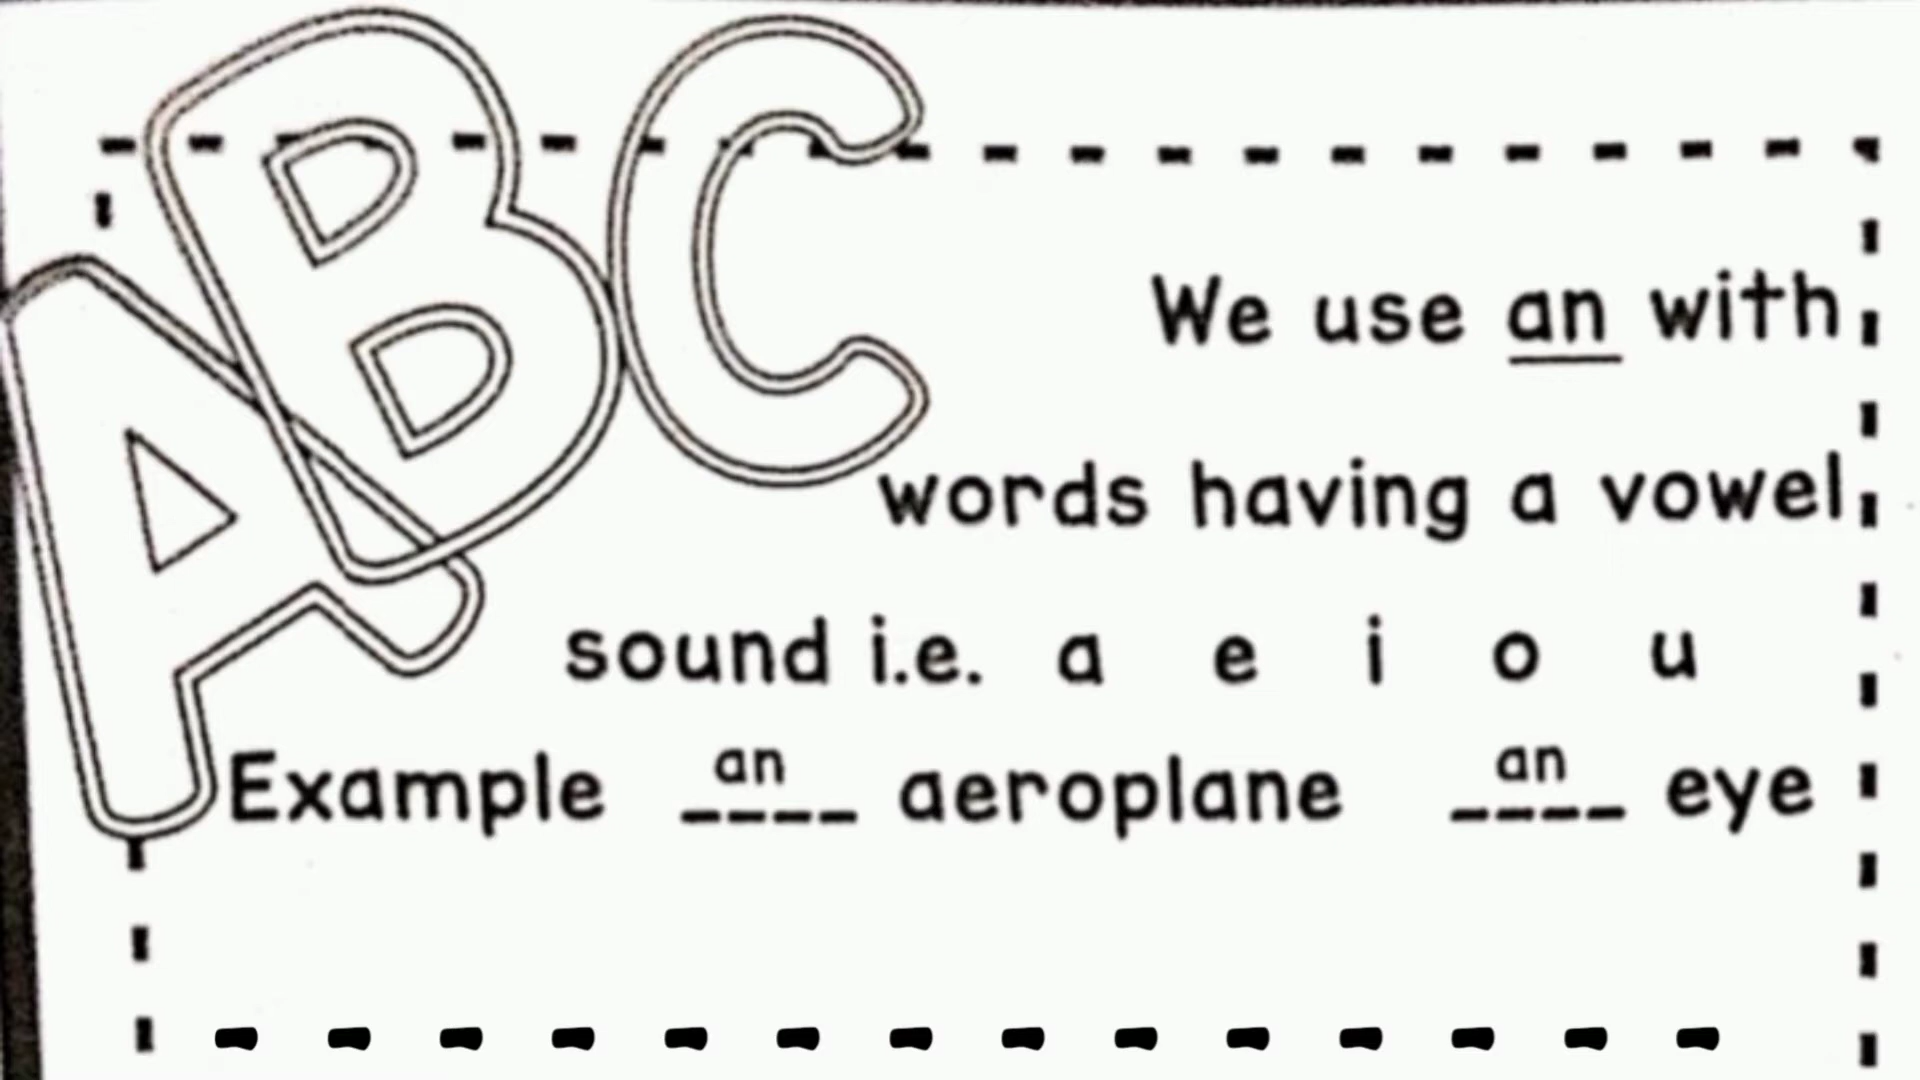 ABC
We use an with
words having a vowel
sound i.e. a e i o u
Example an aeroplane an eye